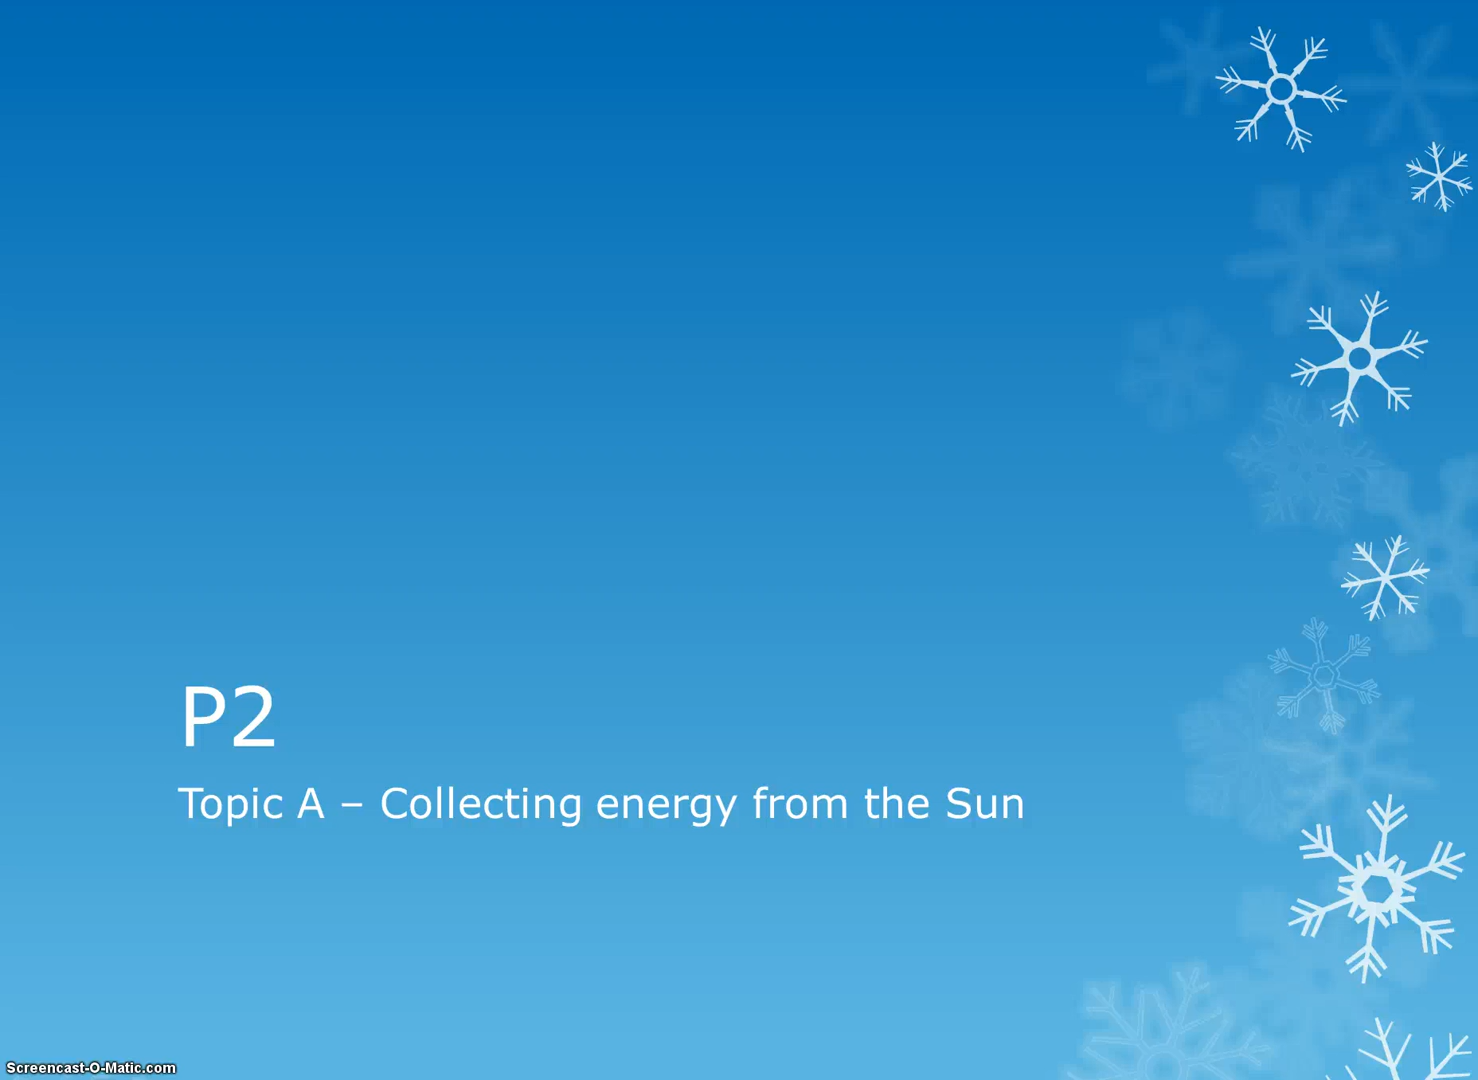 P2
Topic A – Collecting energy from the Sun
Screencast-O-Matic.com